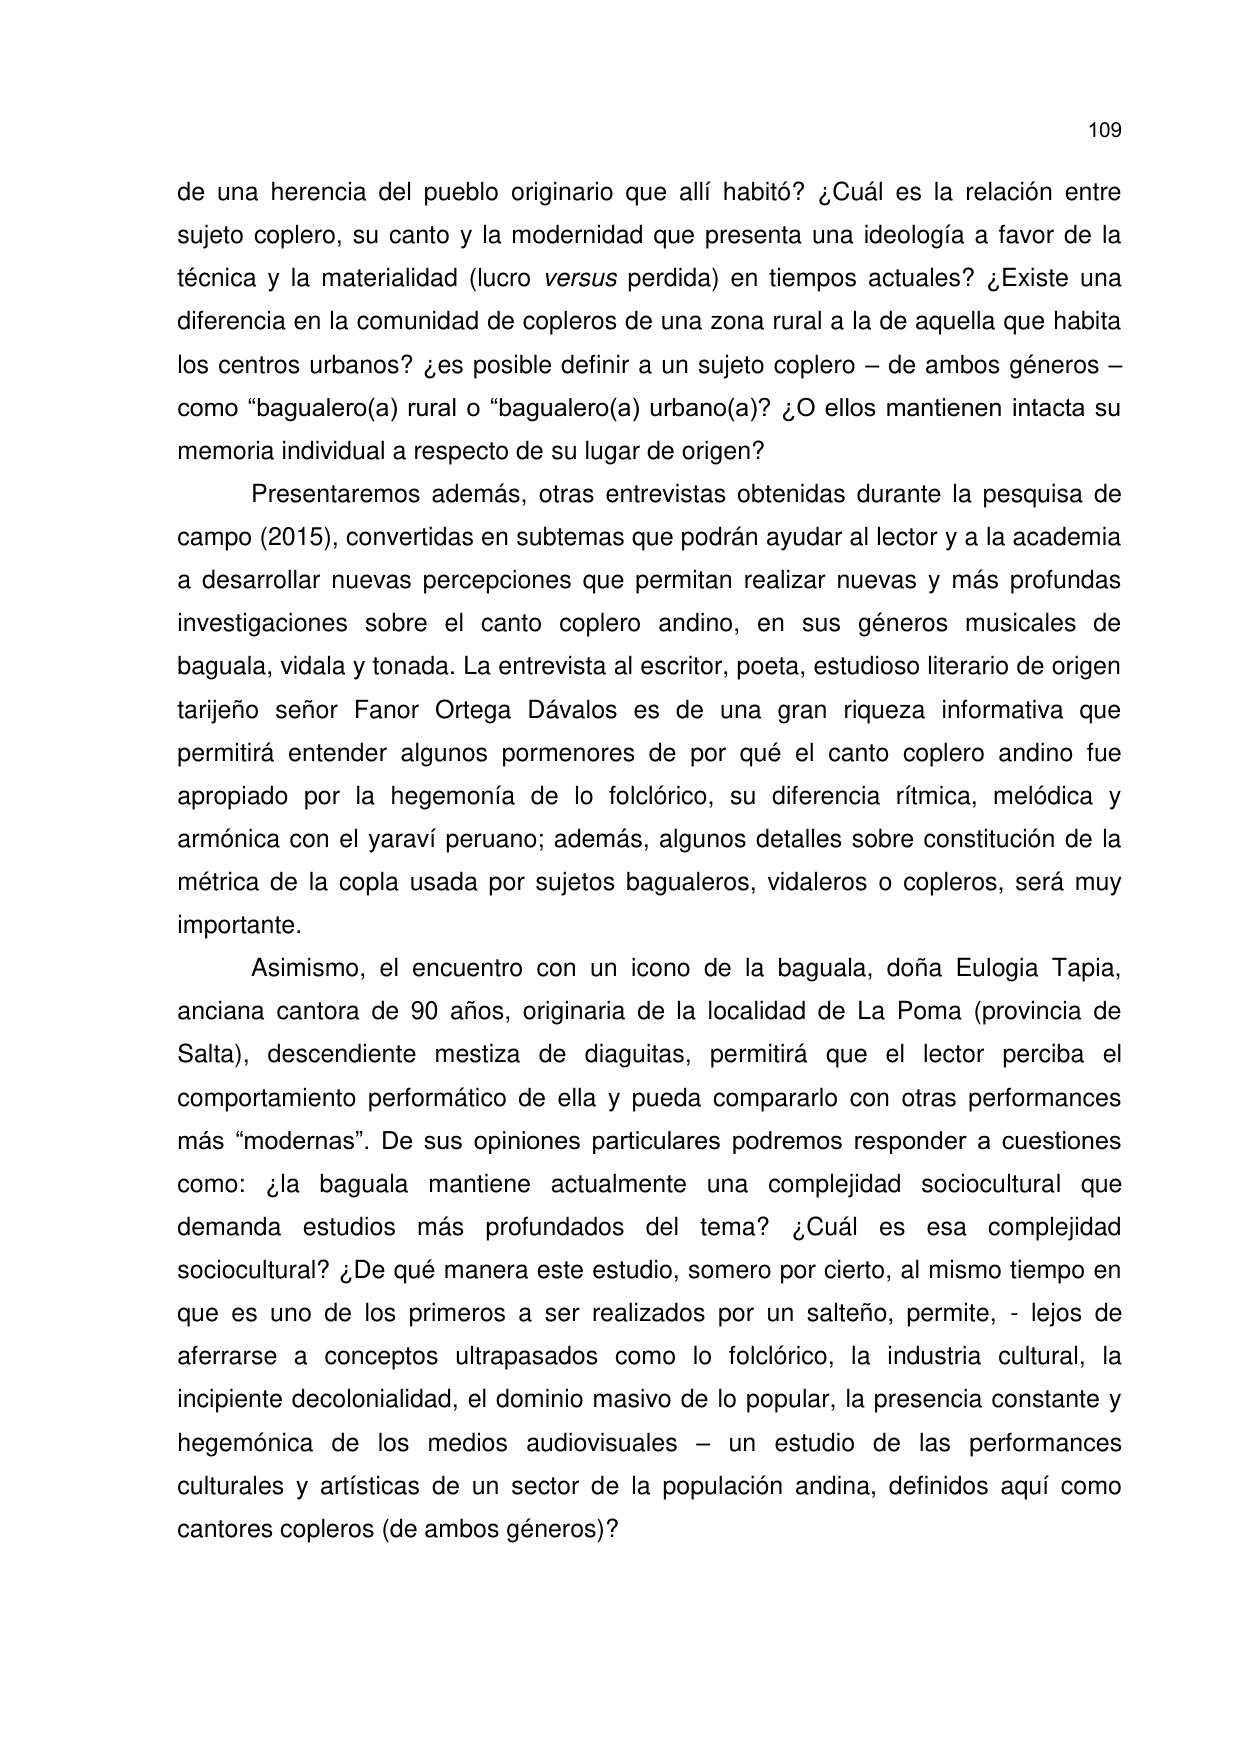 109
de una herencia del pueblo originario que allí habitó? ¿Cuál es la relación entre
sujeto coplero, su canto y la modernidad que presenta una ideología a favor de la
técnica y la materialidad (lucro versus perdida) en tiempos actuales? ¿Existe una
diferencia en la comunidad de copleros de una zona rural a la de aquella que habita
los centros urbanos? ¿es posible definir a un sujeto coplero – de ambos géneros –
como “bagualero(a) rural o “bagualero(a) urbano(a)? ¿O ellos mantienen intacta su
memoria individual a respecto de su lugar de origen?
Presentaremos además, otras entrevistas obtenidas durante la pesquisa de
campo (2015), convertidas en subtemas que podrán ayudar al lector y a la academia
a desarrollar nuevas percepciones que permitan realizar nuevas y más profundas
investigaciones sobre el canto coplero andino, en sus géneros musicales de
baguala, vidala y tonada. La entrevista al escritor, poeta, estudioso literario de origen
tarijeño señor Fanor Ortega Dávalos es de una gran riqueza informativa que
permitirá entender algunos pormenores de por qué el canto coplero andino fue
apropiado por la hegemonía de lo folclórico, su diferencia rítmica, melódica y
armónica con el yaraví peruano; además, algunos detalles sobre constitución de la
métrica de la copla usada por sujetos bagualeros, vidaleros o copleros, será muy
importante.
Asimismo, el encuentro con un icono de la baguala, doña Eulogia Tapia,
anciana cantora de 90 años, originaria de la localidad de La Poma (provincia de
Salta), descendiente mestiza de diaguitas, permitirá que el lector perciba el
comportamiento performático de ella y pueda compararlo con otras performances
más “modernas”. De sus opiniones particulares podremos responder a cuestiones
como: ¿la baguala mantiene actualmente una complejidad sociocultural que
demanda estudios más profundados del tema? ¿Cuál es esa complejidad
sociocultural? ¿De qué manera este estudio, somero por cierto, al mismo tiempo en
que es uno de los primeros a ser realizados por un salteño, permite, - lejos de
aferrarse a conceptos ultrapasados como lo folclórico, la industria cultural, la
incipiente decolonialidad, el dominio masivo de lo popular, la presencia constante y
hegemónica de los medios audiovisuales – un estudio de las performances
culturales y artísticas de un sector de la población andina, definidos aquí como
cantores copleros (de ambos géneros)?